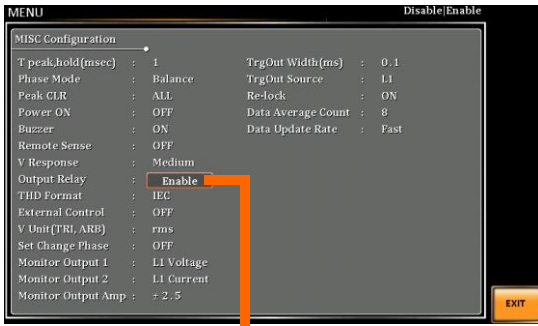 MENU Disable|Enable
MISC Configuration
T peak,hold(msec) : 1 TrgOut Width(ms) : 0.1
Phase Mode : Balance TrgOut Source : L1
Peak CLR : ALL Re-lock : ON
Power ON : OFF Data Average Count : 8
Buzzer : ON Data Update Rate : Fast
Remote Sense : OFF
V Response : Medium
Output Relay : Enable
THD Format : IEC
External Control : OFF
V Unit(TRI, ARB) : rms
Set Change Phase : OFF
Monitor Output 1 : L1 Voltage
Monitor Output 2 : L1 Current
Monitor Output Amp : ± 2.5
EXIT